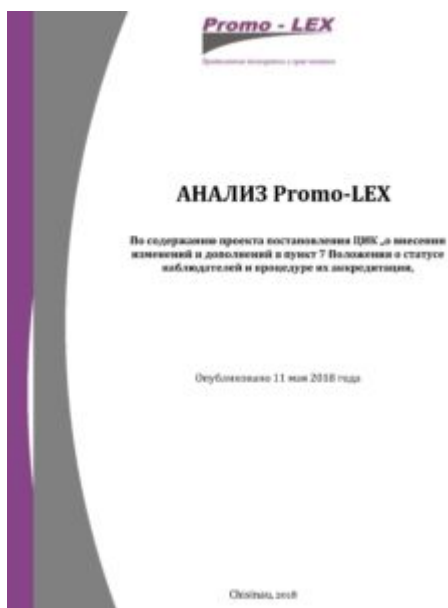 Promo - LEX
АНАЛИЗ Promo-LEX
По содержанию проекта постановления ЦИК „о внесении
изменений и дополнений в пункт 7 Положения о статусе
наблюдателей и процедуре их аккредитации,
Опубликовано 11 мая 2018 года
Chisinau, 2018